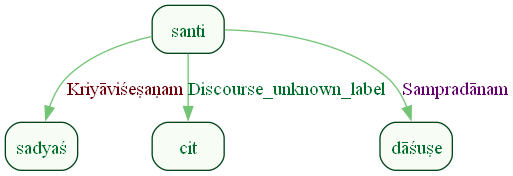 santi
Kriyāviśeṣaṇam Discourse_unknown_label Sampradānam
sadyaś cit dāśuṣe